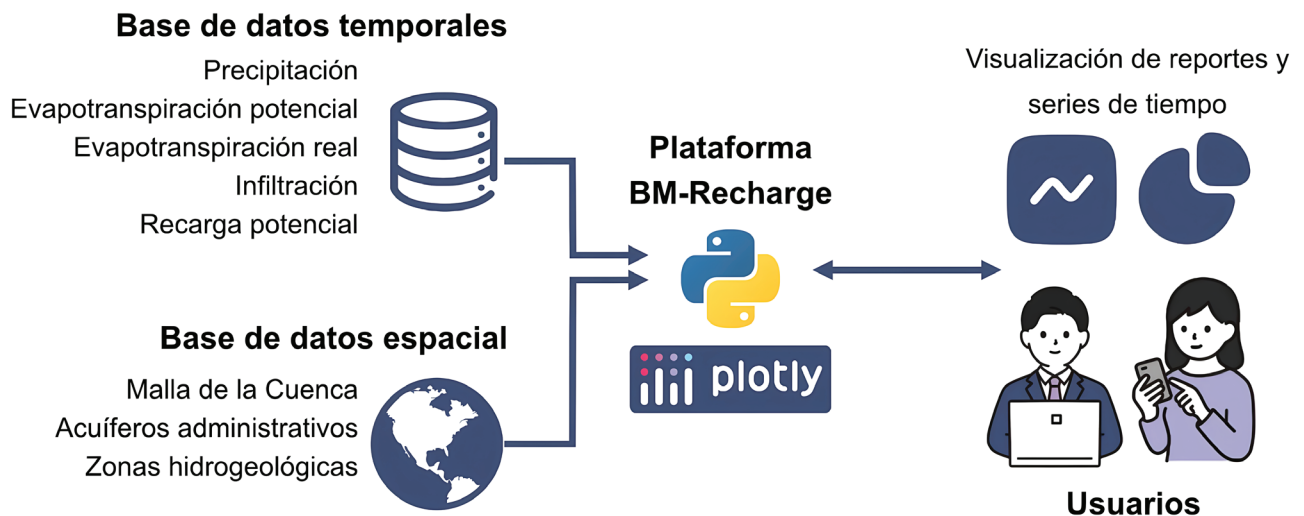 Base de datos temporales
Precipitación
Evapotranspiración potencial
Evapotranspiración real
Infiltración
Recarga potencial
Base de datos espacial
Malla de la Cuenca
Acuíferos administrativos
Zonas hidrogeológicas
Plataforma
BM-Recharge
plotly
Visualización de reportes y
series de tiempo
Usuarios